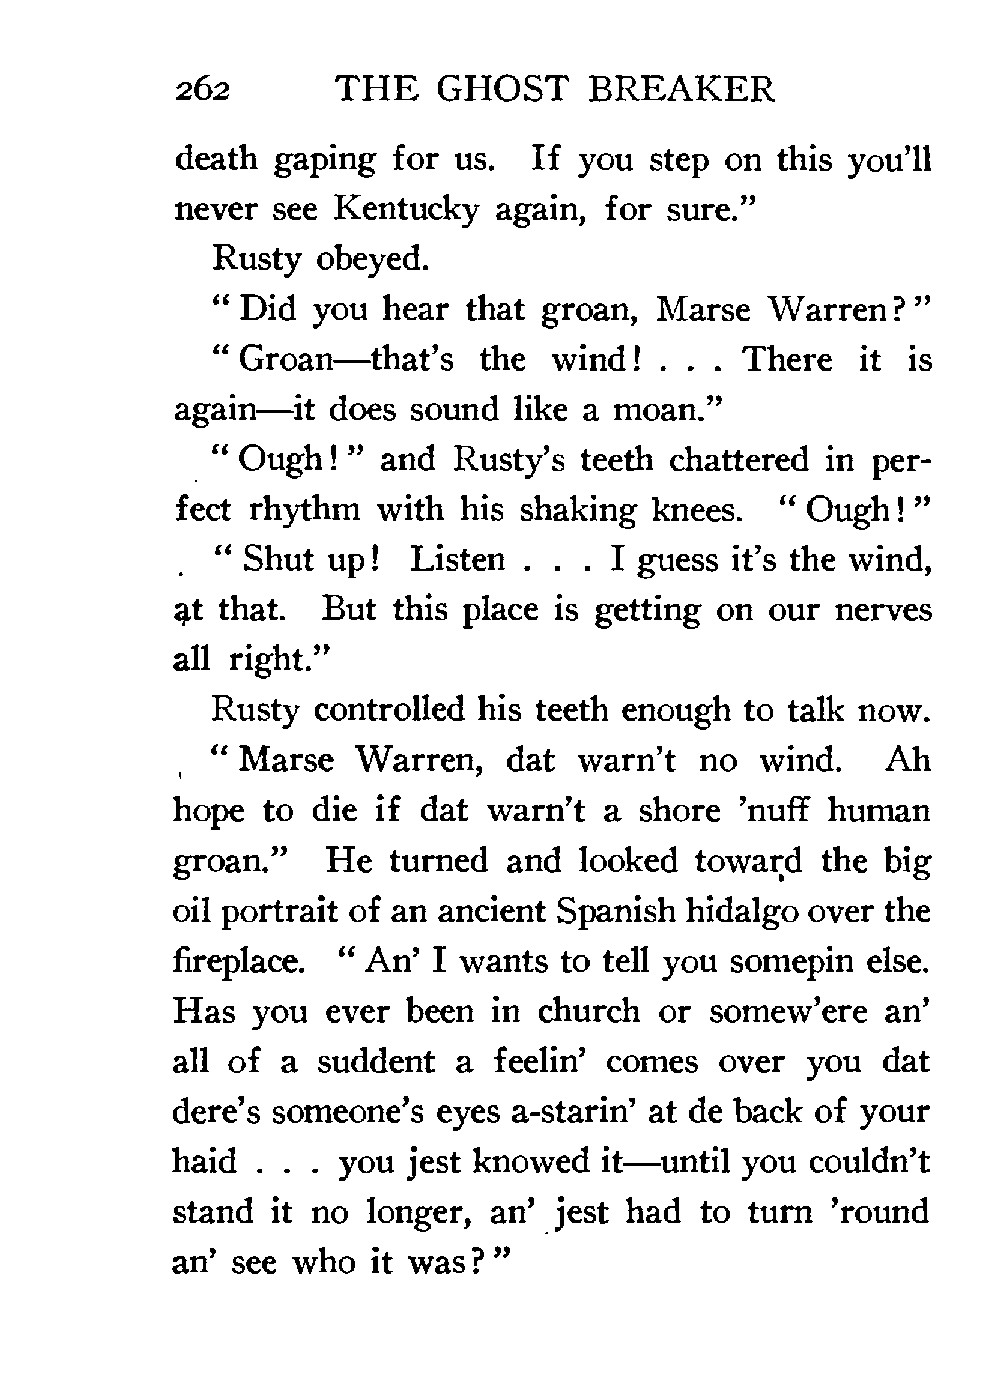 262 THE GHOST BREAKER
death gaping for us. If you step on this you'll
never see Kentucky again, for sure."
Rusty obeyed.
"Did you hear that groan, Marse Warren?"
"Groan—that's the wind! . . . There it is
again—it does sound like a moan."
"Ough!" and Rusty's teeth chattered in per-
fect rhythm with his shaking knees. "Ough!"
"Shut up! Listen . . . I guess it's the wind,
at that. But this place is getting on our nerves
all right."
Rusty controlled his teeth enough to talk now.
"Marse Warren, dat warn't no wind. Ah
hope to die if dat warn't a shore 'nuff human
groan." He turned and looked toward the big
oil portrait of an ancient Spanish hidalgo over the
fireplace. "An' I wants to tell you somepin else.
Has you ever been in church or somew'ere an'
all of a suddent a feelin' comes over you dat
dere's someone's eyes a-starin' at de back of your
haid . . . you jest knowed it—until you couldn't
stand it no longer, an' jest had to turn 'round
an' see who it was?"